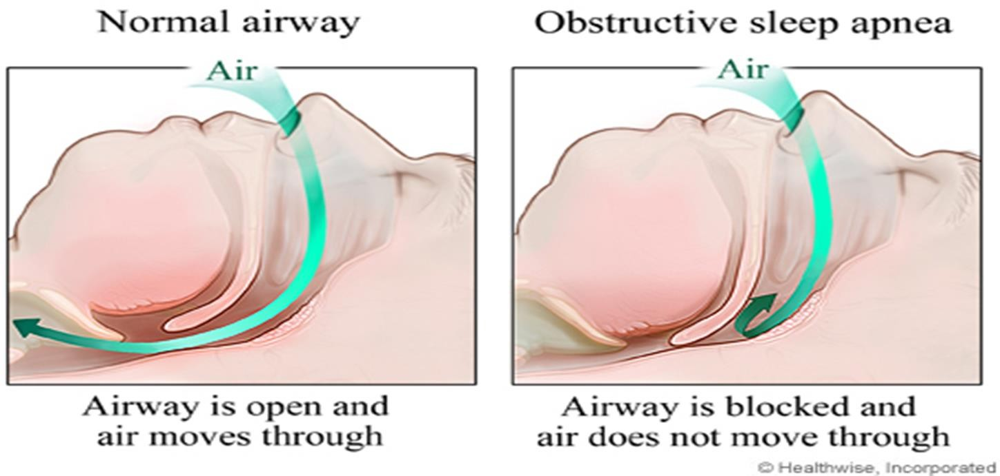 Normal airway
Air
Airway is open and
air moves through
Obstructive sleep apnea
Air
Airway is blocked and
air does not move through
© Healthwise, Incorporated